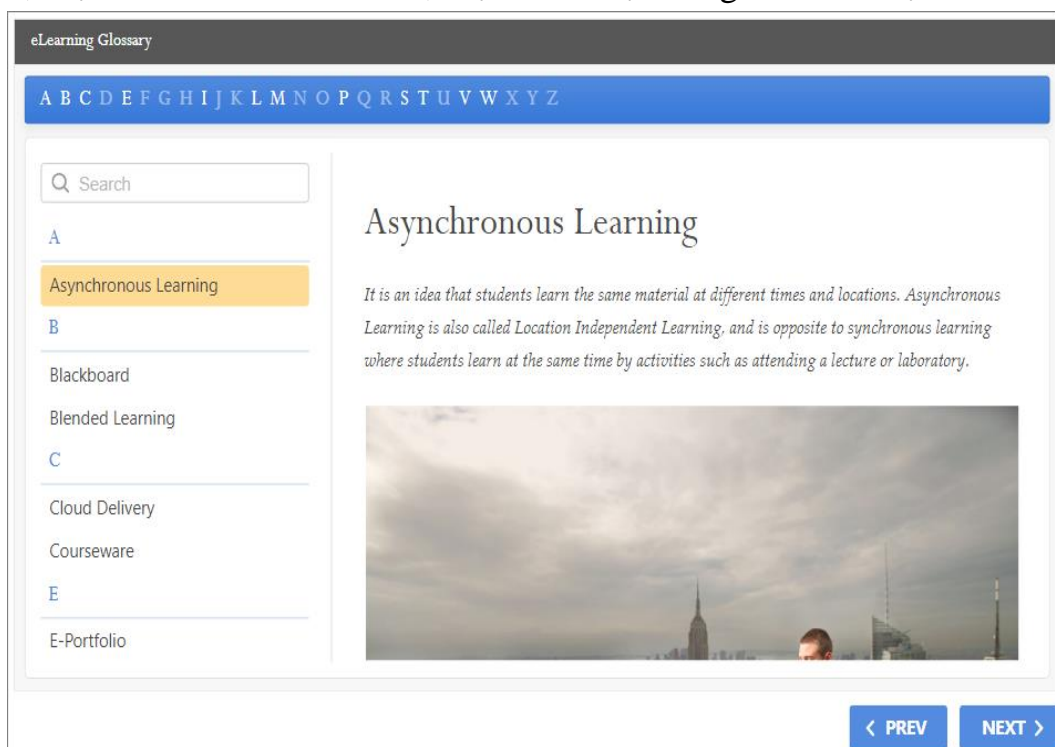 eLearning Glossary
A B C D E F G H I J K L M N O P Q R S T U V W X Y Z
Search
A
Asynchronous Learning
B
Blackboard
Blended Learning
C
Cloud Delivery
Courseware
E
E-Portfolio
Asynchronous Learning
It is an idea that students learn the same material at different times and locations. Asynchronous
Learning is also called Location Independent Learning, and is opposite to synchronous learning
where students learn at the same time by activities such as attending a lecture or laboratory.
PREV
NEXT